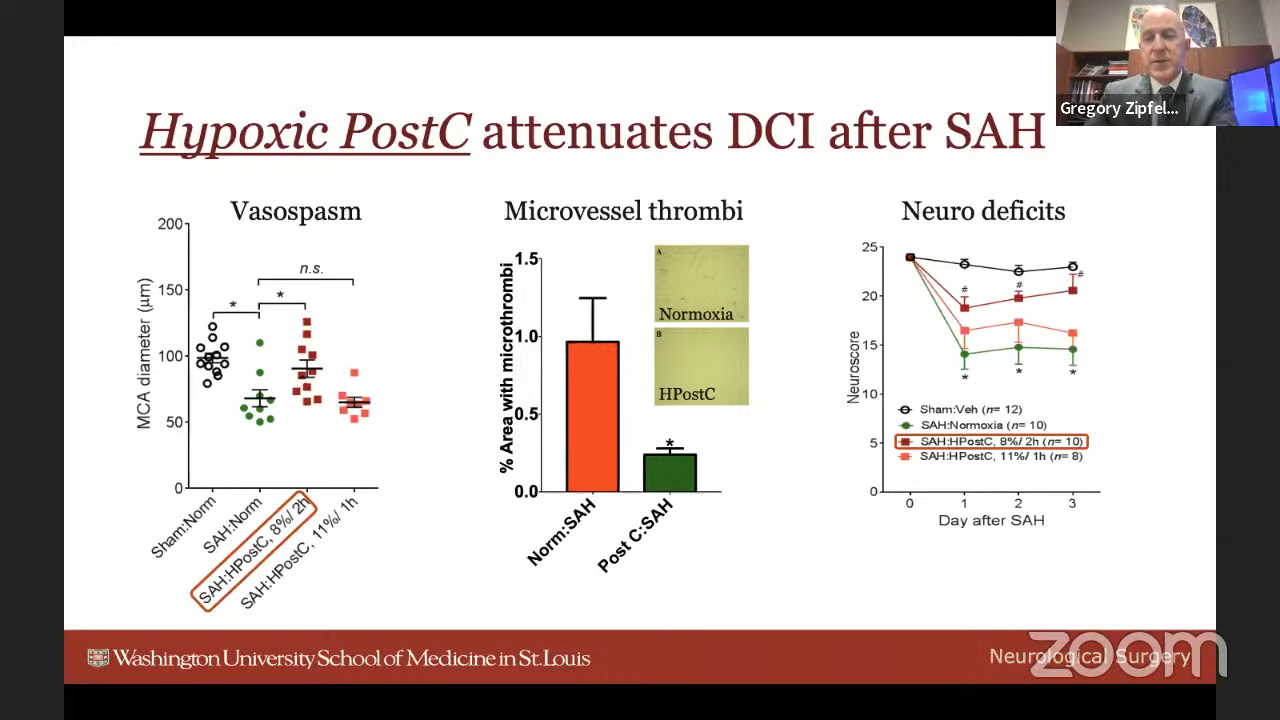 Gregory Zipfel...
Hypoxic PostC attenuates DCI after SAH
Vasospasm
MCA diameter (µm)
200
150
100
50
0
*
*
n.s.
Sham:Norm
SAH:Norm
SAH:HPostC, 8%/ 2h
SAH:HPostC, 11%/ 1h
Microvessel thrombi
% Area with microthrombi
1.5
1.0
0.5
0.0
A
Normoxia
B
HPostC
*
Norm:SAH
Post C:SAH
Neuro deficits
Neuroscore
25
20
15
10
5
0
#
#
#
*
*
*
Sham:Veh (n= 12)
SAH:Normoxia (n= 10)
SAH:HPostC, 8%/ 2h (n= 10)
SAH:HPostC, 11%/ 1h (n= 8)
0
1
2
3
Day after SAH
Washington University School of Medicine in St. Louis
Neurological Surgery
zoom